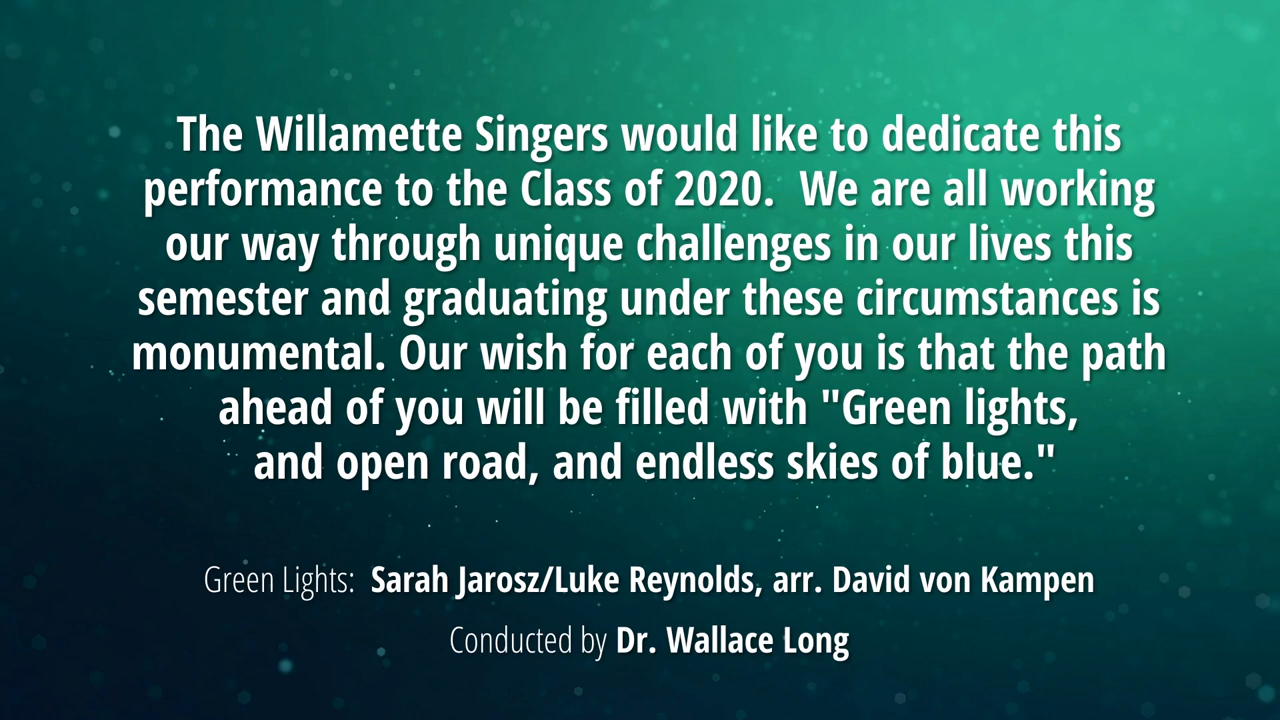 The Willamette Singers would like to dedicate this
performance to the Class of 2020.  We are all working
our way through unique challenges in our lives this
semester and graduating under these circumstances is
monumental. Our wish for each of you is that the path
ahead of you will be filled with "Green lights,
and open road, and endless skies of blue."
Green Lights:  Sarah Jarosz/Luke Reynolds, arr. David von Kampen
Conducted by Dr. Wallace Long